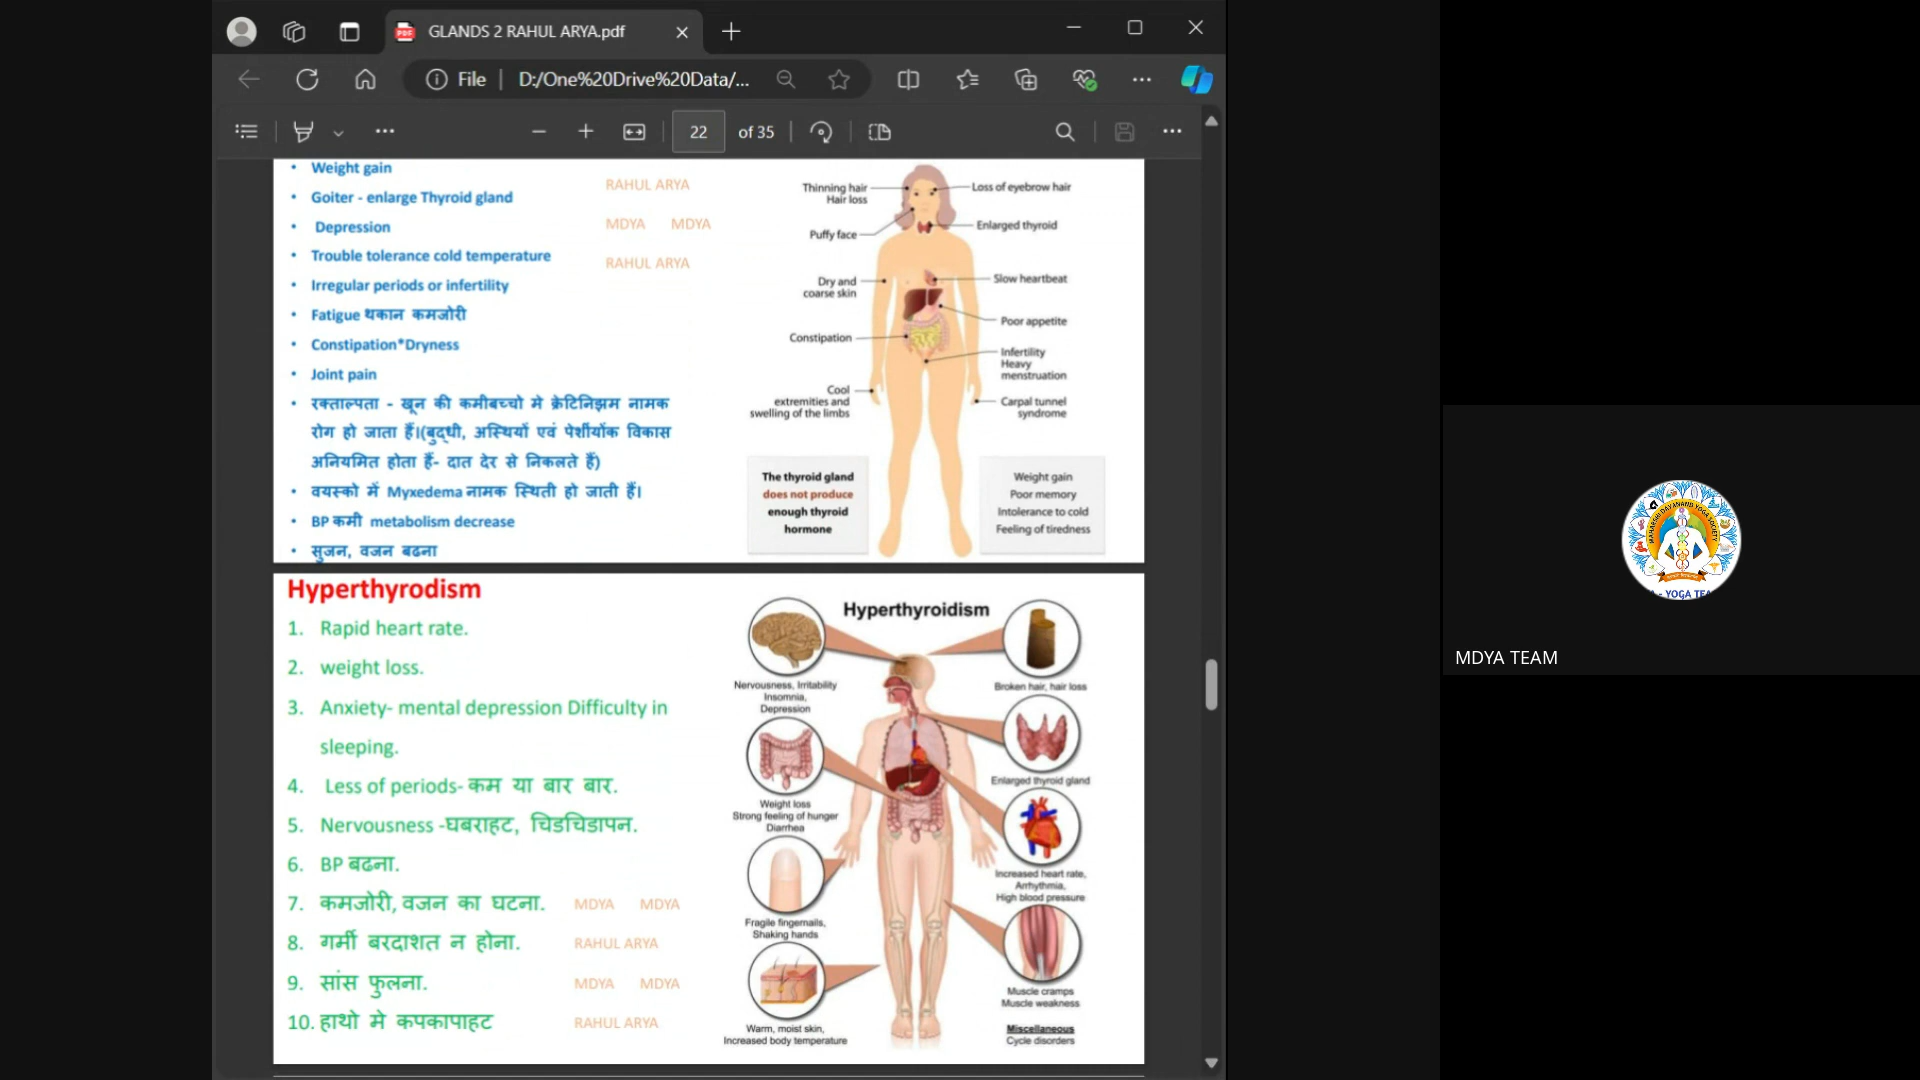 GLANDS 2 RAHUL ARYA.pdf
File
D:/One%20Drive%20Data/...
22
of 35
Weight gain
Goiter - enlarge Thyroid gland
Depression
Trouble tolerance cold temperature
Irregular periods or infertility
Fatigue थकान कमजोरी
Constipation*Dryness
Joint pain
रक्ताल्पता - खून की कमीबच्चो मे क्रेटिनिझम नामक
रोग हो जाता हैं।(बुद्धी, अस्थियों एवं पेशीयोंक विकास
अनियमित होता हैं- दात देर से निकलते हैं)
वयस्को में Myxedema नामक स्थिती हो जाती हैं।
BP कमी metabolism decrease
सुजन, वजन बढना
RAHUL ARYA
MDYA MDYA
RAHUL ARYA
Thinning hair
Hair loss
Loss of eyebrow hair
Puffy face
Enlarged thyroid
Dry and
coarse skin
Slow heartbeat
Poor appetite
Constipation
Infertility
Heavy
menstruation
Cool
extremities and
swelling of the limbs
Carpal tunnel
syndrome
The thyroid gland
does not produce
enough thyroid
hormone
Weight gain
Poor memory
Intolerance to cold
Feeling of tiredness
Hyperthyrodism
1. Rapid heart rate.
2. weight loss.
3. Anxiety- mental depression Difficulty in
sleeping.
4. Less of periods- कम या बार बार.
5. Nervousness -घबराहट, चिडचिडापन.
6. BP बढना.
7. कमजोरी, वजन का घटना.
8. गर्मी बरदाशत न होना.
9. सांस फुलना.
10. हाथो मे कपकापाहट
MDYA MDYA
RAHUL ARYA
MDYA MDYA
RAHUL ARYA
Hyperthyroidism
Nervousness, Irritability
Insomnia,
Depression
Broken hair, hair loss
Weight loss
Strong feeling of hunger
Diarrhea
Enlarged thyroid gland
Fragile fingernails,
Shaking hands
Increased heart rate,
Arrhythmia,
High blood pressure
Warm, moist skin,
Increased body temperature
Muscle cramps
Muscle weakness
Miscellaneous
Cycle disorders
MDYA TEAM